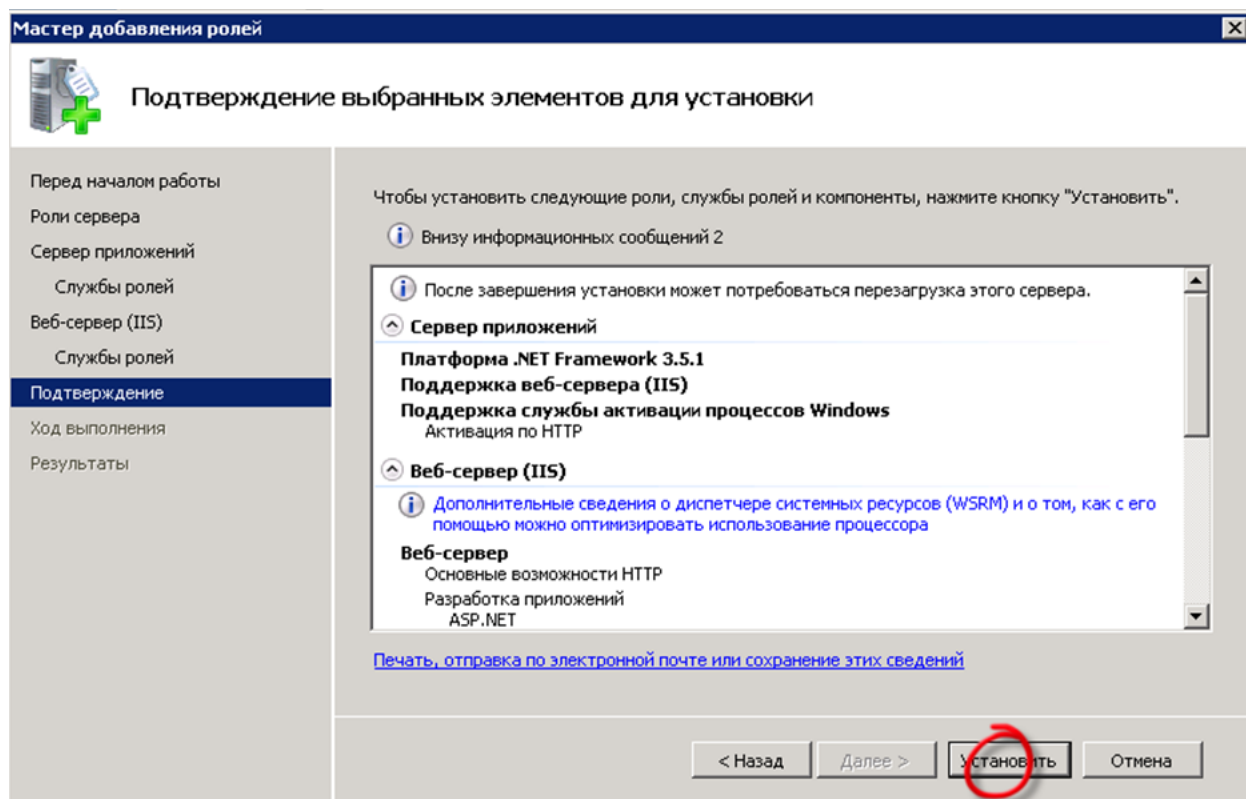 Мастер добавления ролей
Подтверждение выбранных элементов для установки
Перед началом работы
Роли сервера
Сервер приложений
Службы ролей
Веб-сервер (IIS)
Службы ролей
Подтверждение
Ход выполнения
Результаты
Чтобы установить следующие роли, службы ролей и компоненты, нажмите кнопку "Установить".
Внизу информационных сообщений 2
После завершения установки может потребоваться перезагрузка этого сервера.
Сервер приложений
Платформа .NET Framework 3.5.1
Поддержка веб-сервера (IIS)
Поддержка службы активации процессов Windows
Активация по HTTP
Веб-сервер (IIS)
Дополнительные сведения о диспетчере системных ресурсов (WSRM) и о том, как с его
помощью можно оптимизировать использование процессора
Веб-сервер
Основные возможности HTTP
Разработка приложений
ASP.NET
Печать, отправка по электронной почте или сохранение этих сведений
< Назад
Далее >
Установить
Отмена